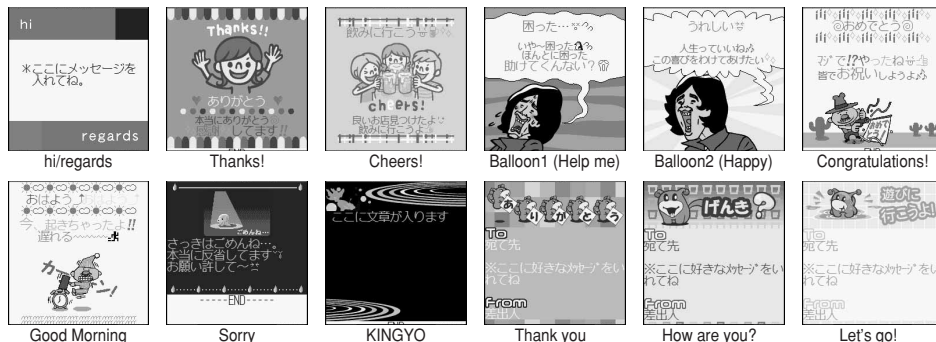 hi
*ここにメッセージを
入れてね。
regards
hi/regards
Thanks!!
ありがとう
本当にありがとう
感謝 してます!!
Thanks!
飲みに行こう
cheers!
良いお店見つけたよ
飲みに行こうよ
Cheers!
困った…
いや〜困った
ほんとに困った
助けてくんない?
Balloon1 (Help me)
うれしい
人生っていいね
この喜びをわけてあげたい
Balloon2 (Happy)
◎おめでとう◎
で!?やったね
皆でお祝いしようよ
おめでとう!
Congratulations!
おはよう
今、起きちゃったよ!!
遅れる〜〜〜
Good Morning
ごめんね…
さっきはごめんね…。
本当に反省してます
お願い許して〜
-----END-----
Sorry
ここに文章が入ります
KINGYO
ありがとう
To
宛て先
※ここに好きなメッセージをい
れてね
From
差出人
Thank you
げんき?
To
宛て先
※ここに好きなメッセージをい
れてね
From
差出人
How are you?
遊びに
行こうよ!
To
宛て先
※ここに好きなメッセージをい
れてね
From
差出人
Let's go!